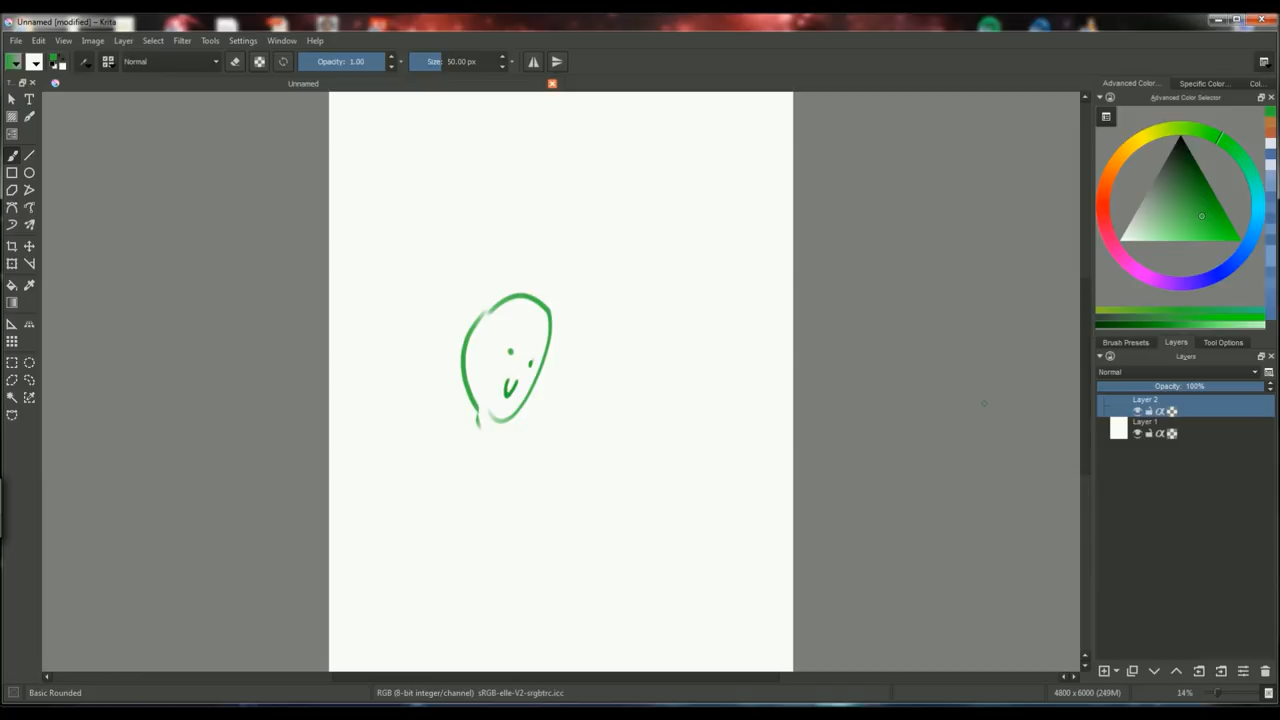 Unnamed [modified] – Krita
File Edit View Image Layer Select Filter Tools Settings Window Help
Normal Opacity: 1.00 Size: 50.00 px
T... Unnamed Advanced Color... Specific Color... Col...
Advanced Color Selector
Brush Presets Layers Tool Options
Layers
Normal
Opacity: 100%
Layer 2
Layer 1
Basic Rounded RGB (8-bit integer/channel) sRGB-elle-V2-srgbtrc.icc 4800 x 6000 (249M) 14%